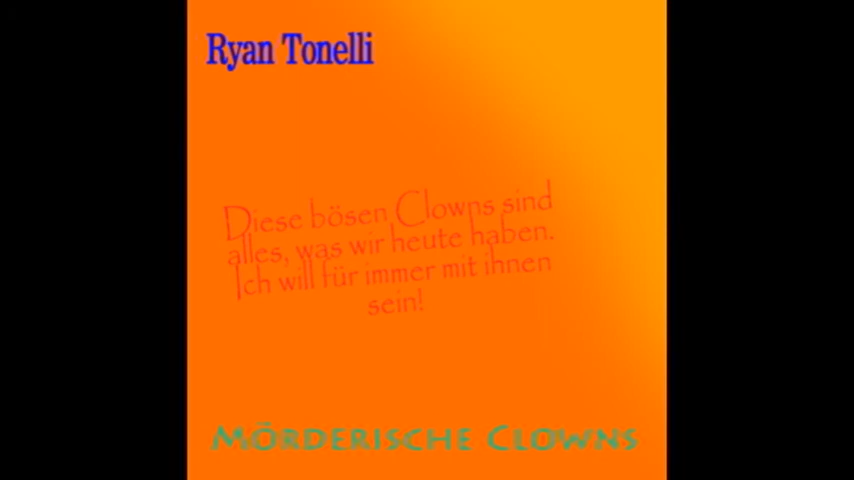 Ryan Tonelli
Diese bösen Clowns sind
alles, was wir heute haben.
Ich will für immer mit ihnen
sein!
MÖRDERISCHE CLOWNS